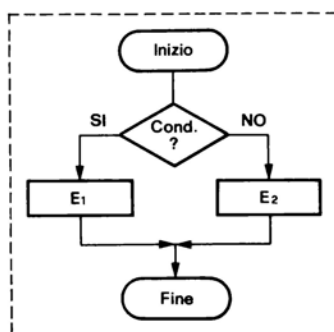 Inizio
SI
Cond.
?
NO
E1
E2
Fine